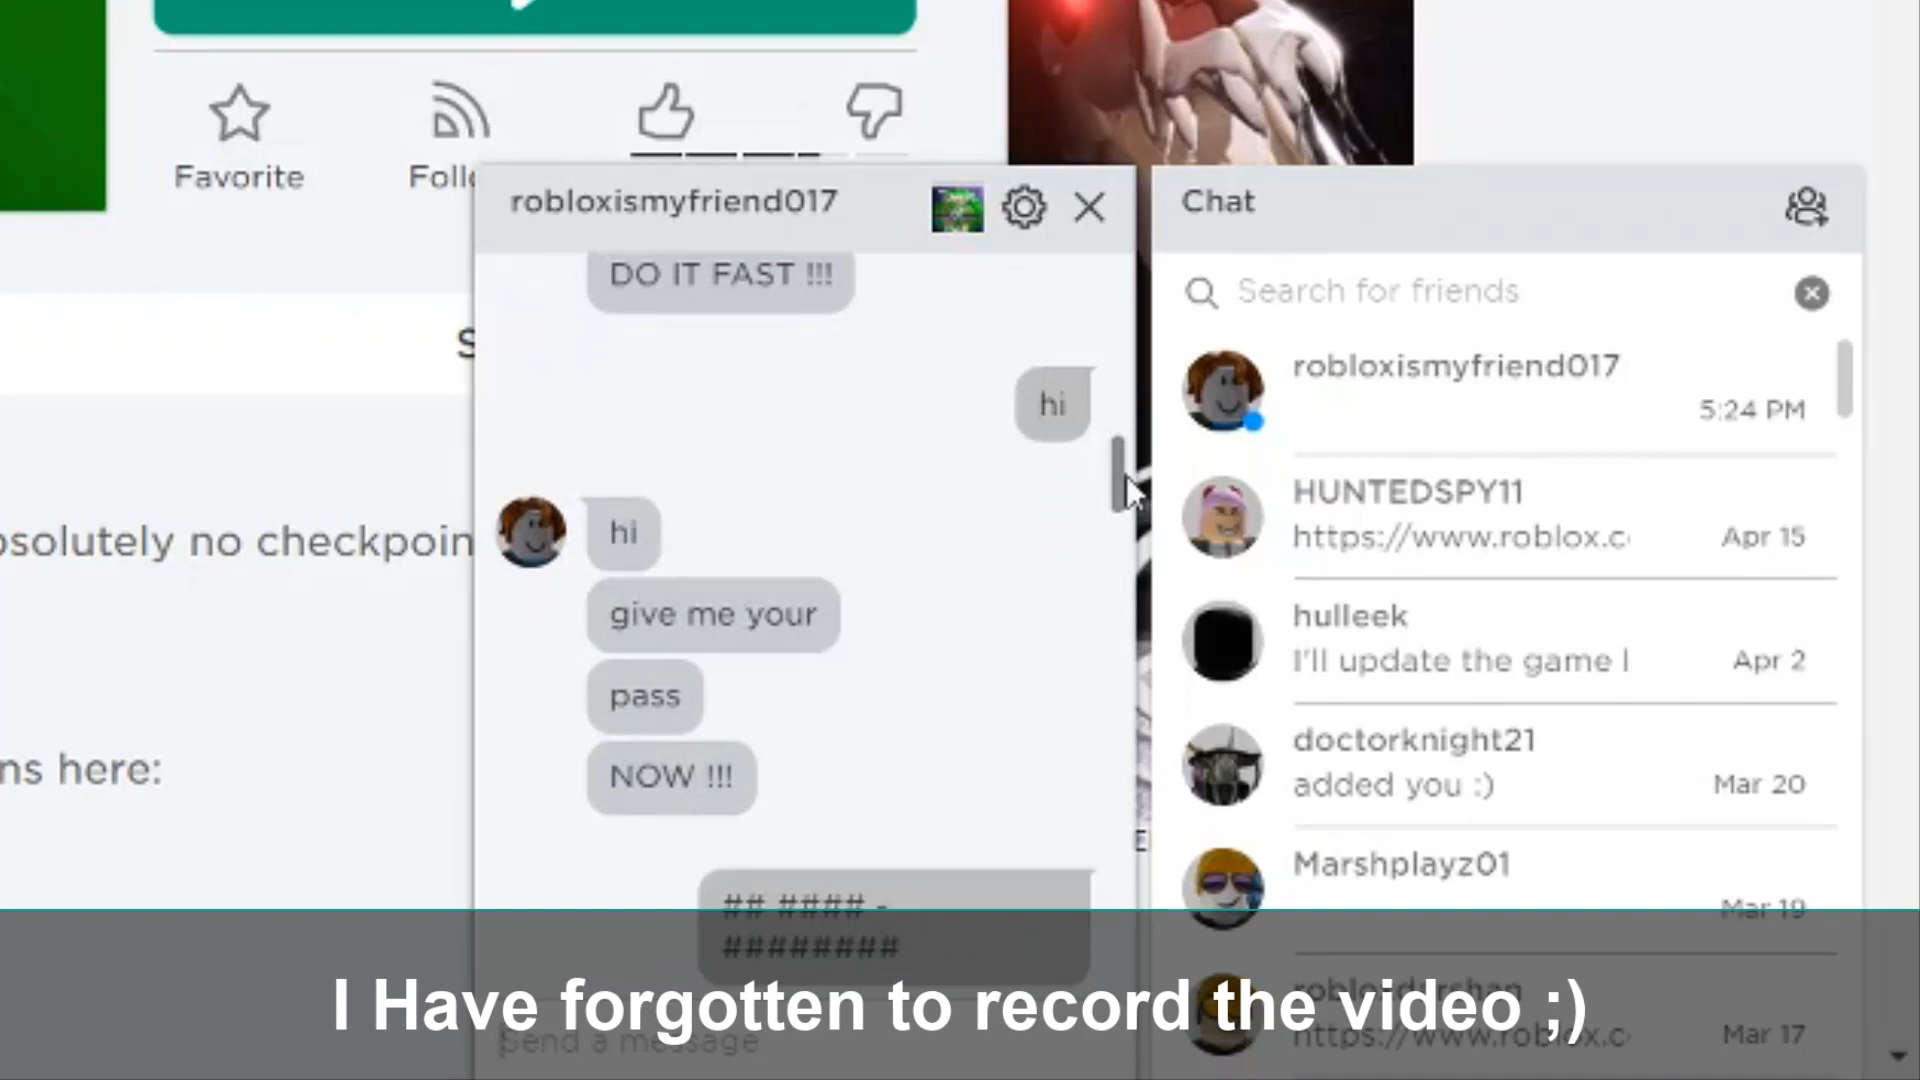 Favorite
Follo
robloxismyfriend017
DO IT FAST !!!
hi
hi
give me your
pass
NOW !!!
## #### -
########
Send a message
S
bsolutely no checkpoin
ns here:
E
Chat
Search for friends
robloxismyfriend017
5:24 PM
HUNTEDSPY11
https://www.roblox.c
Apr 15
hulleek
I'll update the game l
Apr 2
doctorknight21
added you :)
Mar 20
Marshplayz01
Mar 19
https://www.roblox.c
Mar 17
I Have forgotten to record the video ;)